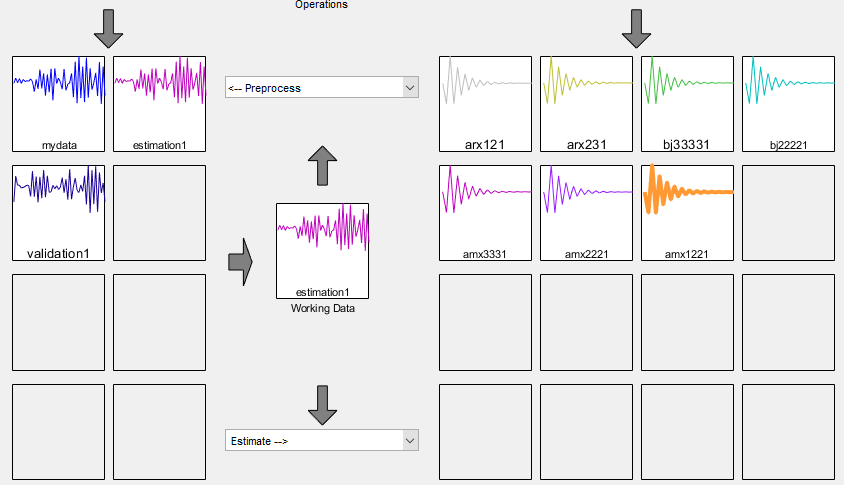 Operations
mydata
estimation1
<-- Preprocess
arx121
arx231
bj33331
bj22221
validation1
estimation1
Working Data
amx3331
amx2221
amx1221
Estimate -->